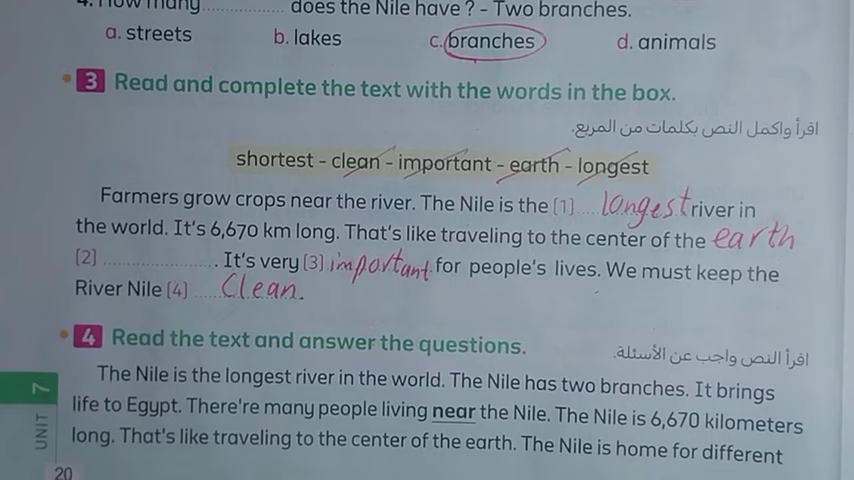 4. How many ............... does the Nile have ? - Two branches.
a. streets b. lakes c. branches d. animals
3 Read and complete the text with the words in the box.
اقرأ واكمل النص بكلمات من المربع.
shortest - clean - important - earth - longest
Farmers grow crops near the river. The Nile is the (1) .... longest river in
the world. It's 6,670 km long. That's like traveling to the center of the earth
(2) .................... . It's very (3) important for people's lives. We must keep the
River Nile (4) ..... Clean.
4 Read the text and answer the questions.
اقرأ النص واجب عن الأسئلة.
The Nile is the longest river in the world. The Nile has two branches. It brings
life to Egypt. There're many people living near the Nile. The Nile is 6,670 kilometers
long. That's like traveling to the center of the earth. The Nile is home for different
UNIT 7
20